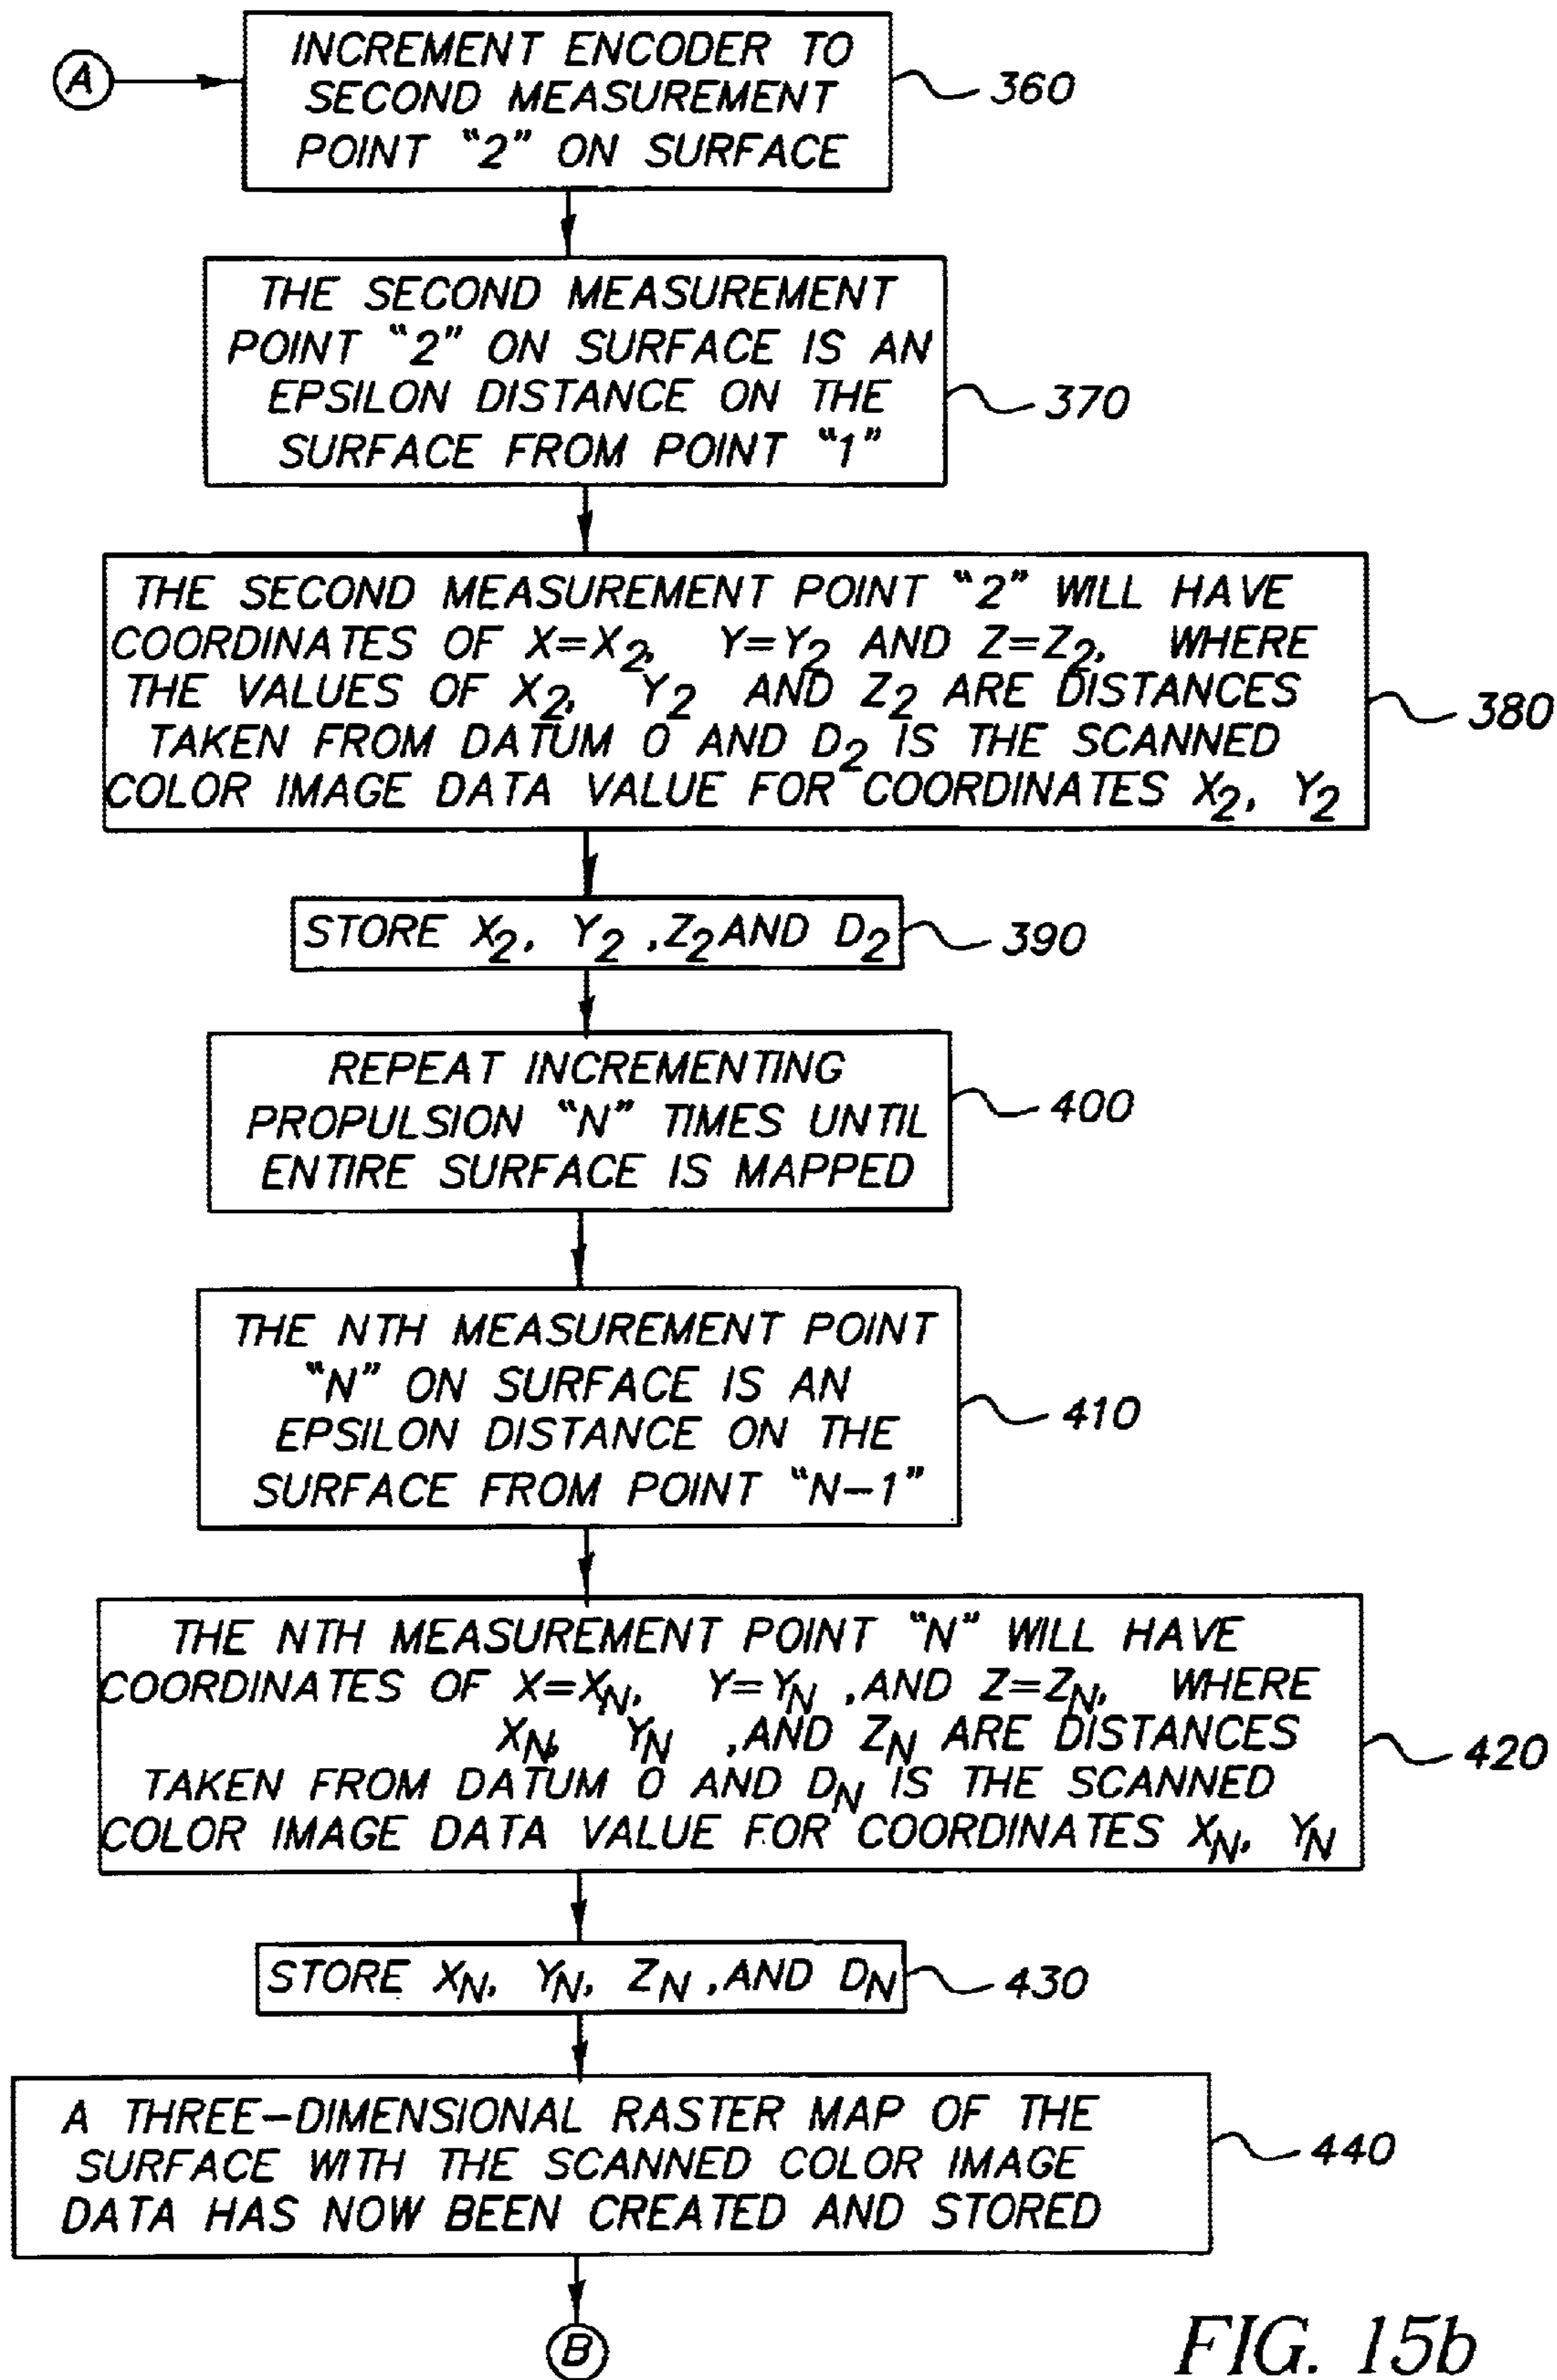 A
INCREMENT ENCODER TO
SECOND MEASUREMENT
POINT "2" ON SURFACE
360
THE SECOND MEASUREMENT
POINT "2" ON SURFACE IS AN
EPSILON DISTANCE ON THE
SURFACE FROM POINT "1"
370
THE SECOND MEASUREMENT POINT "2" WILL HAVE
COORDINATES OF X=X2, Y=Y2 AND Z=Z2, WHERE
THE VALUES OF X2, Y2 AND Z2 ARE DISTANCES
TAKEN FROM DATUM 0 AND D2 IS THE SCANNED
COLOR IMAGE DATA VALUE FOR COORDINATES X2, Y2
380
STORE X2, Y2 ,Z2 AND D2
390
REPEAT INCREMENTING
PROPULSION "N" TIMES UNTIL
ENTIRE SURFACE IS MAPPED
400
THE NTH MEASUREMENT POINT
"N" ON SURFACE IS AN
EPSILON DISTANCE ON THE
SURFACE FROM POINT "N-1"
410
THE NTH MEASUREMENT POINT "N" WILL HAVE
COORDINATES OF X=XN, Y=YN ,AND Z=ZN, WHERE
XN, YN ,AND ZN ARE DISTANCES
TAKEN FROM DATUM 0 AND DN IS THE SCANNED
COLOR IMAGE DATA VALUE FOR COORDINATES XN, YN
420
STORE XN, YN, ZN ,AND DN
430
A THREE-DIMENSIONAL RASTER MAP OF THE
SURFACE WITH THE SCANNED COLOR IMAGE
DATA HAS NOW BEEN CREATED AND STORED
440
B
FIG. 15b